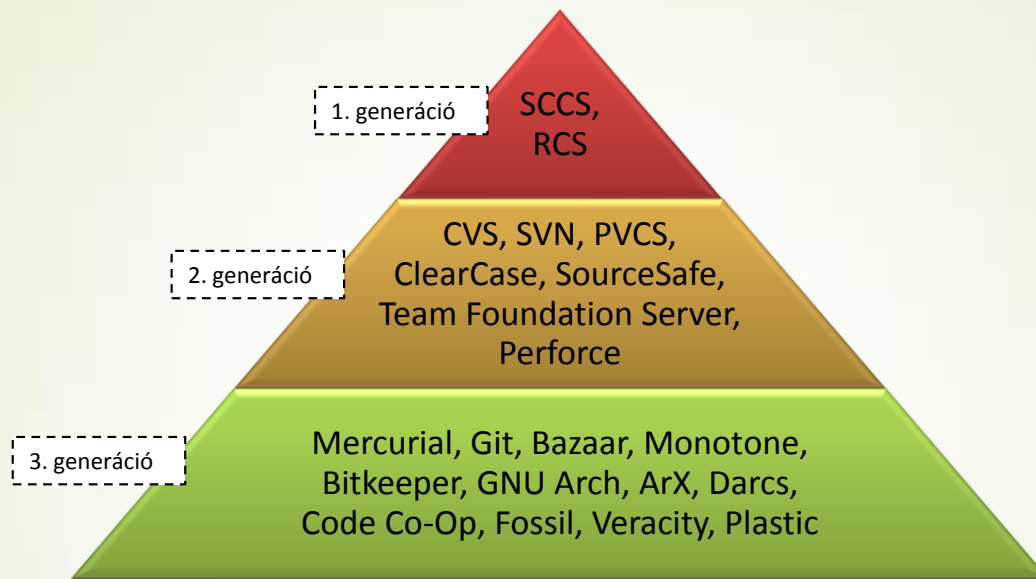 1. generáció
SCCS,
RCS
2. generáció
CVS, SVN, PVCS,
ClearCase, SourceSafe,
Team Foundation Server,
Perforce
3. generáció
Mercurial, Git, Bazaar, Monotone,
Bitkeeper, GNU Arch, ArX, Darcs,
Code Co-Op, Fossil, Veracity, Plastic